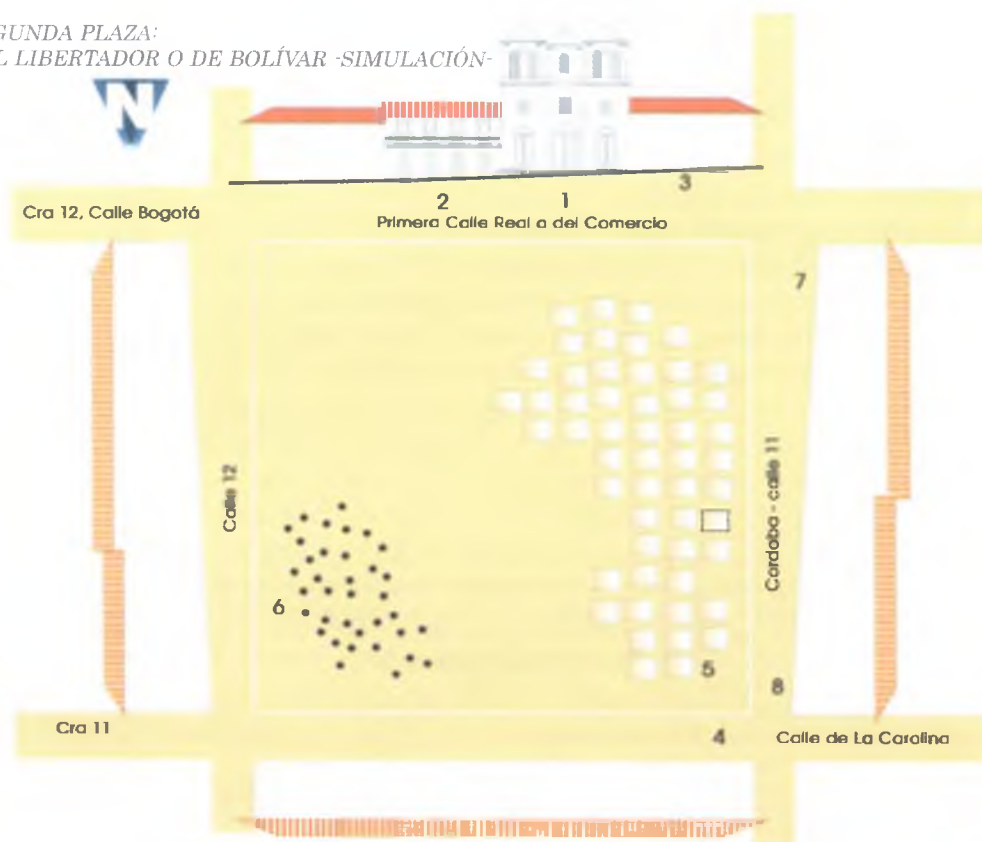 GUNDA PLAZA:
L LIBERTADOR O DE BOLÍVAR -SIMULACIÓN-
N
3
2 1
Cra 12, Calle Bogotá
Primera Calle Real a del Comercio
7
Calle 12
Cordoba - calle 11
6
5
8
Cra 11
4
Calle de La Carolina